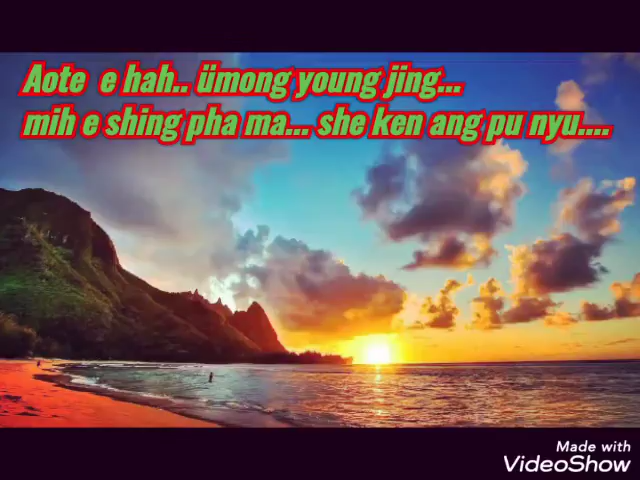 Aote e hah.. ümong young jing...
mih e shing pha ma... she ken ang pu nyu....
Made with
VideoShow